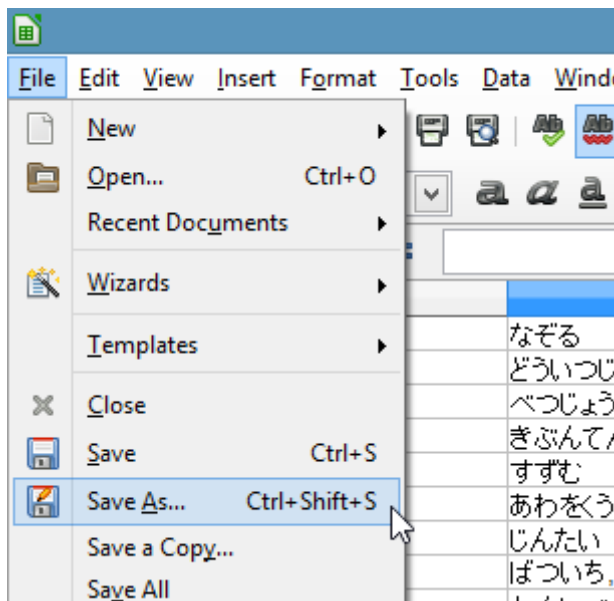 File Edit View Insert Format Tools Data
New
Open... Ctrl+O
Recent Documents
Wizards
Templates
Close
Save Ctrl+S
Save As... Ctrl+Shift+S
Save a Copy...
Save All
なぞる
どういつじ
べつじょう
きぶんてん
すずむ
あわをくう
じんたい
ばついち,